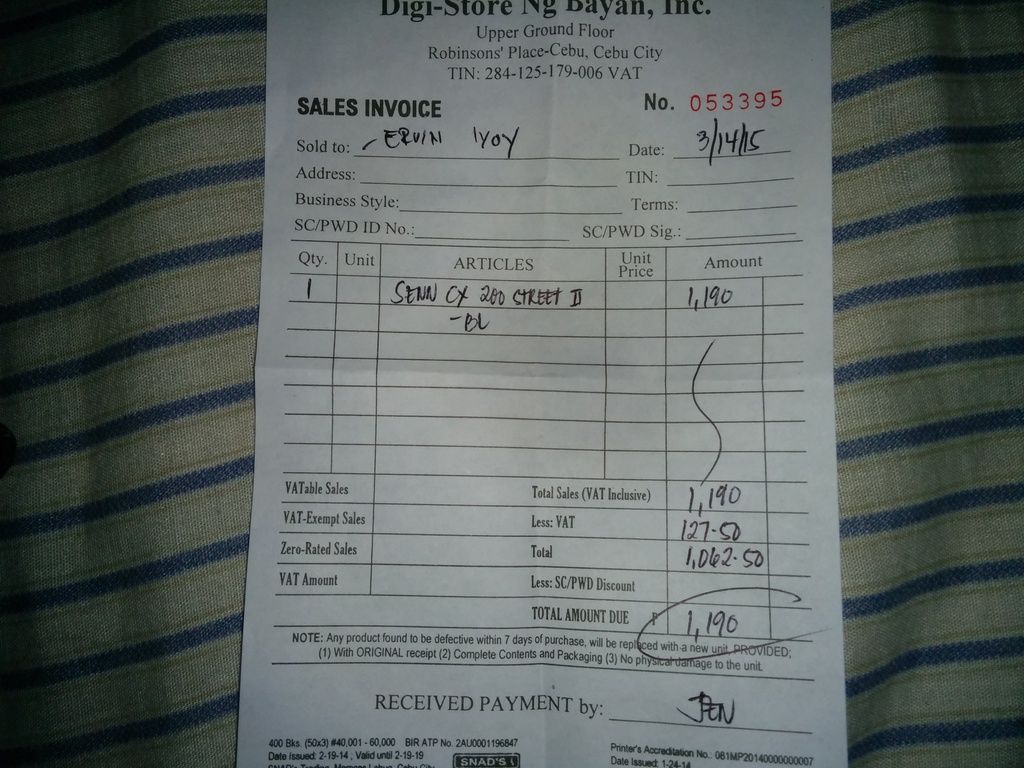 Digi-Store Ng Bayan, Inc.
Upper Ground Floor
Robinsons' Place-Cebu, Cebu City
TIN: 284-125-179-006 VAT
SALES INVOICE No. 053395
Sold to: ERVIN IYOY Date: 3/14/15
Address: TIN:
Business Style: Terms:
SC/PWD ID No.: SC/PWD Sig.:
Qty. Unit ARTICLES Unit Price Amount
1 SENN CX 200 STREET II 1,190
-BL
VATable Sales Total Sales (VAT Inclusive) 1,190
VAT-Exempt Sales Less: VAT 127-50
Zero-Rated Sales Total 1,062-50
VAT Amount Less: SC/PWD Discount
TOTAL AMOUNT DUE ₱ 1,190
NOTE: Any product found to be defective within 7 days of purchase, will be replaced with a new unit, PROVIDED;
(1) With ORIGINAL receipt (2) Complete Contents and Packaging (3) No physical damage to the unit.
RECEIVED PAYMENT by: JEN
400 Bks. (50x3) #40,001 - 60,000 BIR ATP No. 2AU0001196847
Date Issued: 2-19-14; Valid until 2-19-19
SNAD'S
Printer's Accreditation No. 081MP20140000000007
Date Issued: 1-24-14